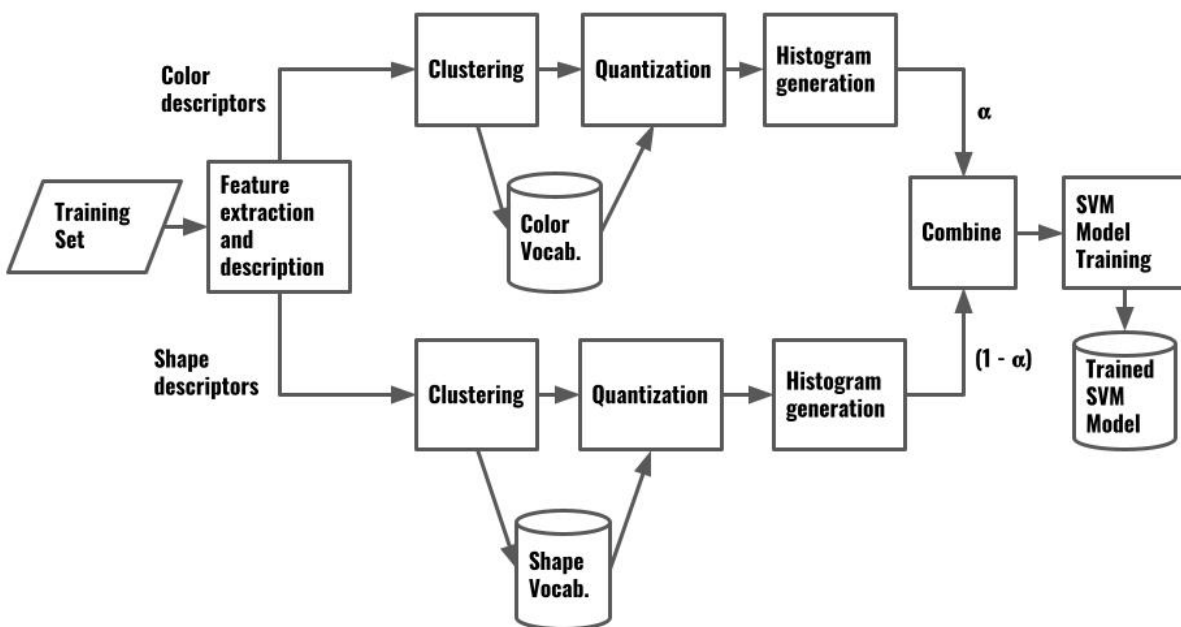 Color
descriptors
Clustering
Quantization
Histogram
generation
α
Training
Set
Feature
extraction
and
description
Color
Vocab.
Combine
SVM
Model
Training
Shape
descriptors
Clustering
Quantization
Histogram
generation
(1 - α)
Trained
SVM
Model
Shape
Vocab.